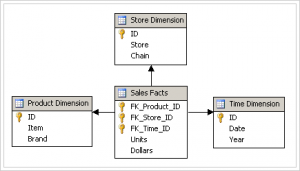 Store Dimension
ID
Store
Chain
Sales Facts
FK_Product_ID
FK_Store_ID
FK_Time_ID
Units
Dollars
Product Dimension
ID
Item
Brand
Time Dimension
ID
Date
Year